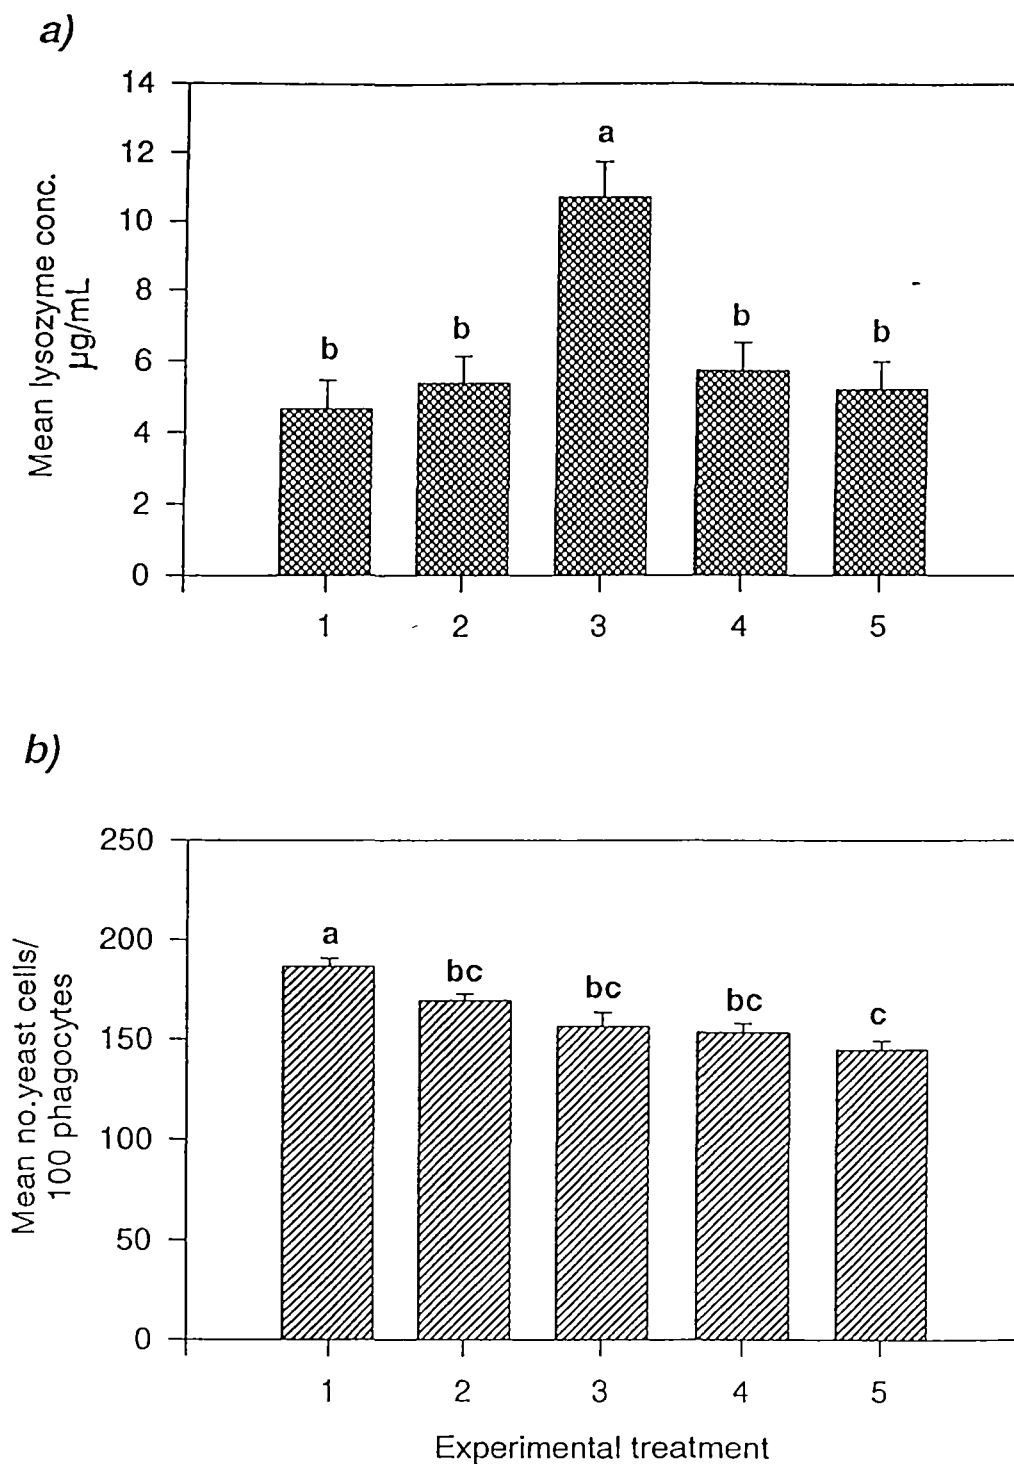 a)
14
12
10
8
6
4
2
0
Mean lysozyme conc.
µg/mL
b
b
a
b
b
1 2 3 4 5
b)
250
200
150
100
50
0
Mean no.yeast cells/
100 phagocytes
a
bc
bc
bc
c
1 2 3 4 5
Experimental treatment